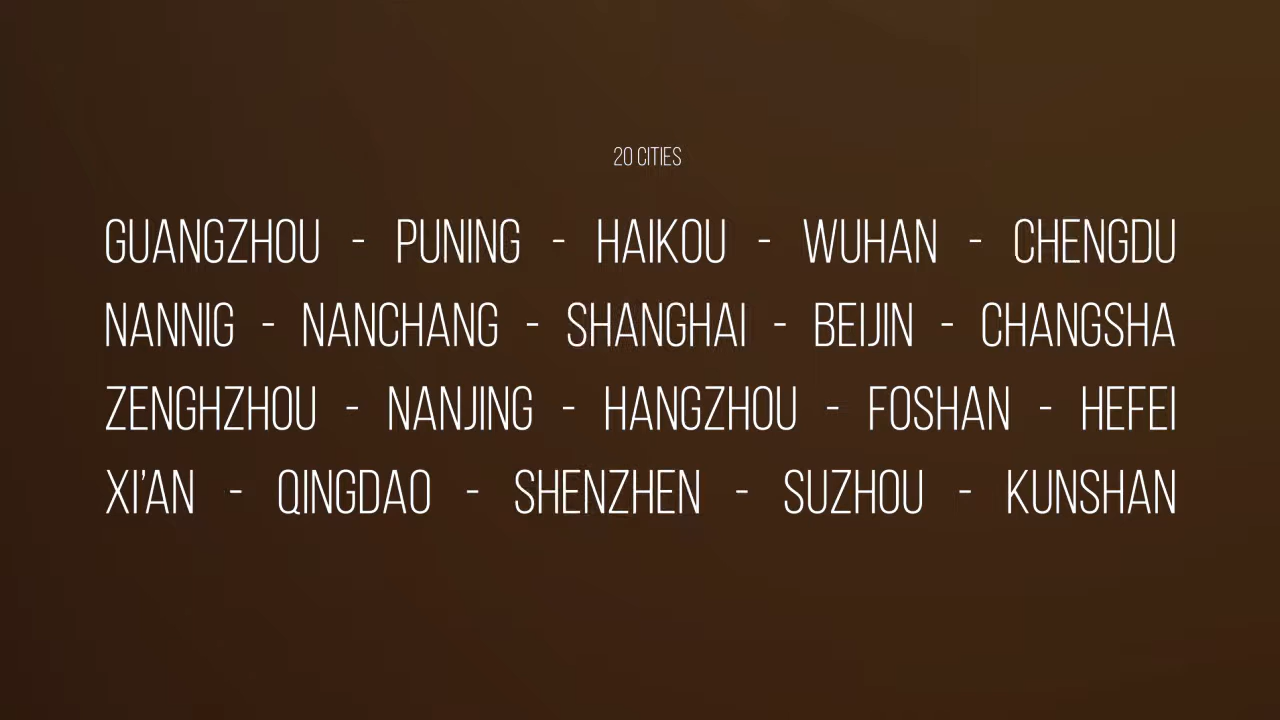 20 CITIES
GUANGZHOU - PUNING - HAIKOU - WUHAN - CHENGDU
NANNIG - NANCHANG - SHANGHAI - BEIJIN - CHANGSHA
ZENGHZHOU - NANJING - HANGZHOU - FOSHAN - HEFEI
XI'AN - QINGDAO - SHENZHEN - SUZHOU - KUNSHAN